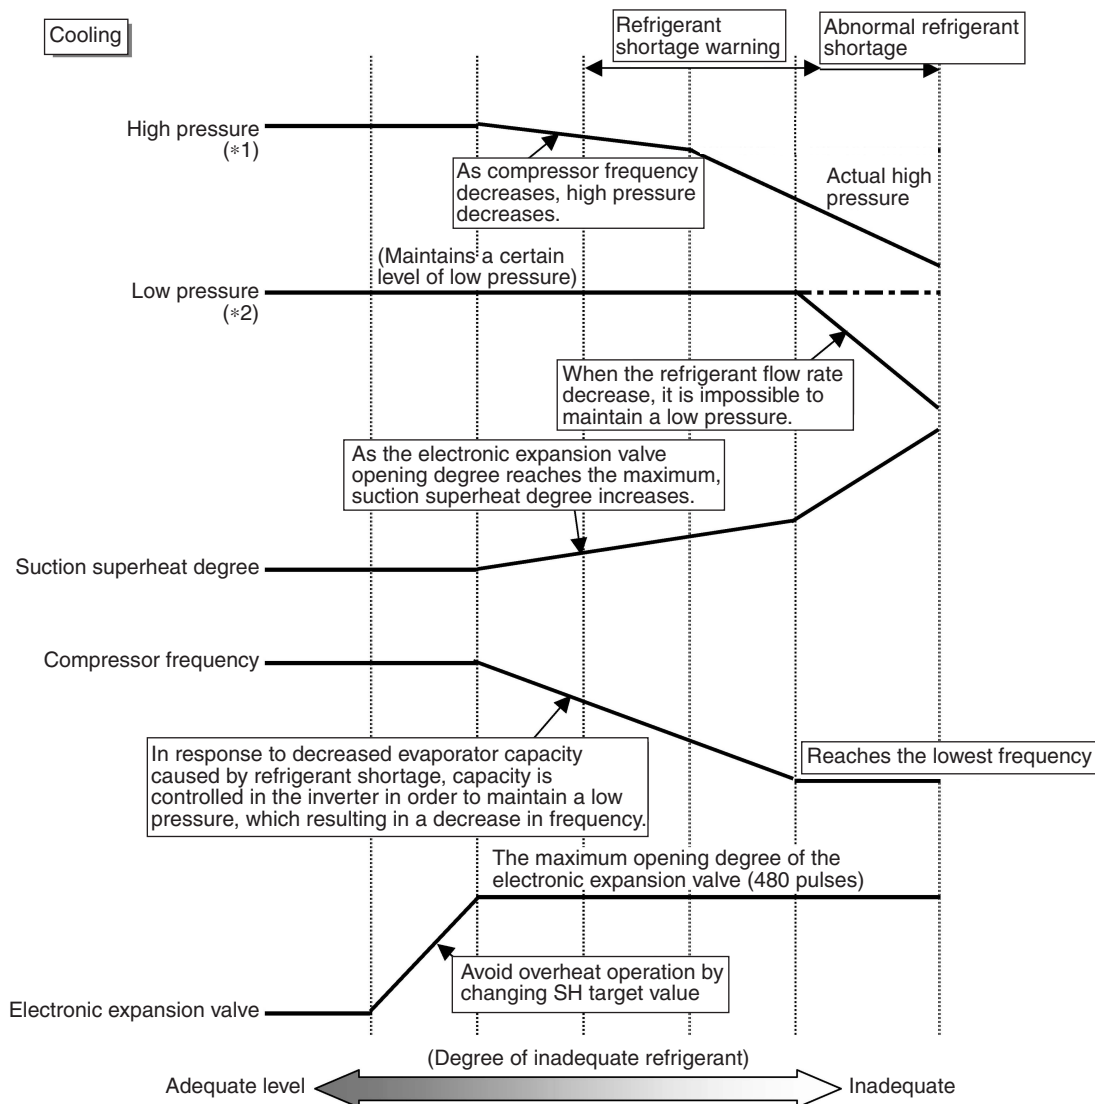 Cooling
Refrigerant
shortage warning
Abnormal refrigerant
shortage
High pressure
(*1)
As compressor frequency
decreases, high pressure
decreases.
Actual high
pressure
(Maintains a certain
level of low pressure)
Low pressure
(*2)
When the refrigerant flow rate
decrease, it is impossible to
maintain a low pressure.
As the electronic expansion valve
opening degree reaches the maximum,
suction superheat degree increases.
Suction superheat degree
Compressor frequency
In response to decreased evaporator capacity
caused by refrigerant shortage, capacity is
controlled in the inverter in order to maintain a low
pressure, which resulting in a decrease in frequency.
Reaches the lowest frequency
The maximum opening degree of the
electronic expansion valve (480 pulses)
Avoid overheat operation by
changing SH target value
Electronic expansion valve
(Degree of inadequate refrigerant)
Adequate level
Inadequate